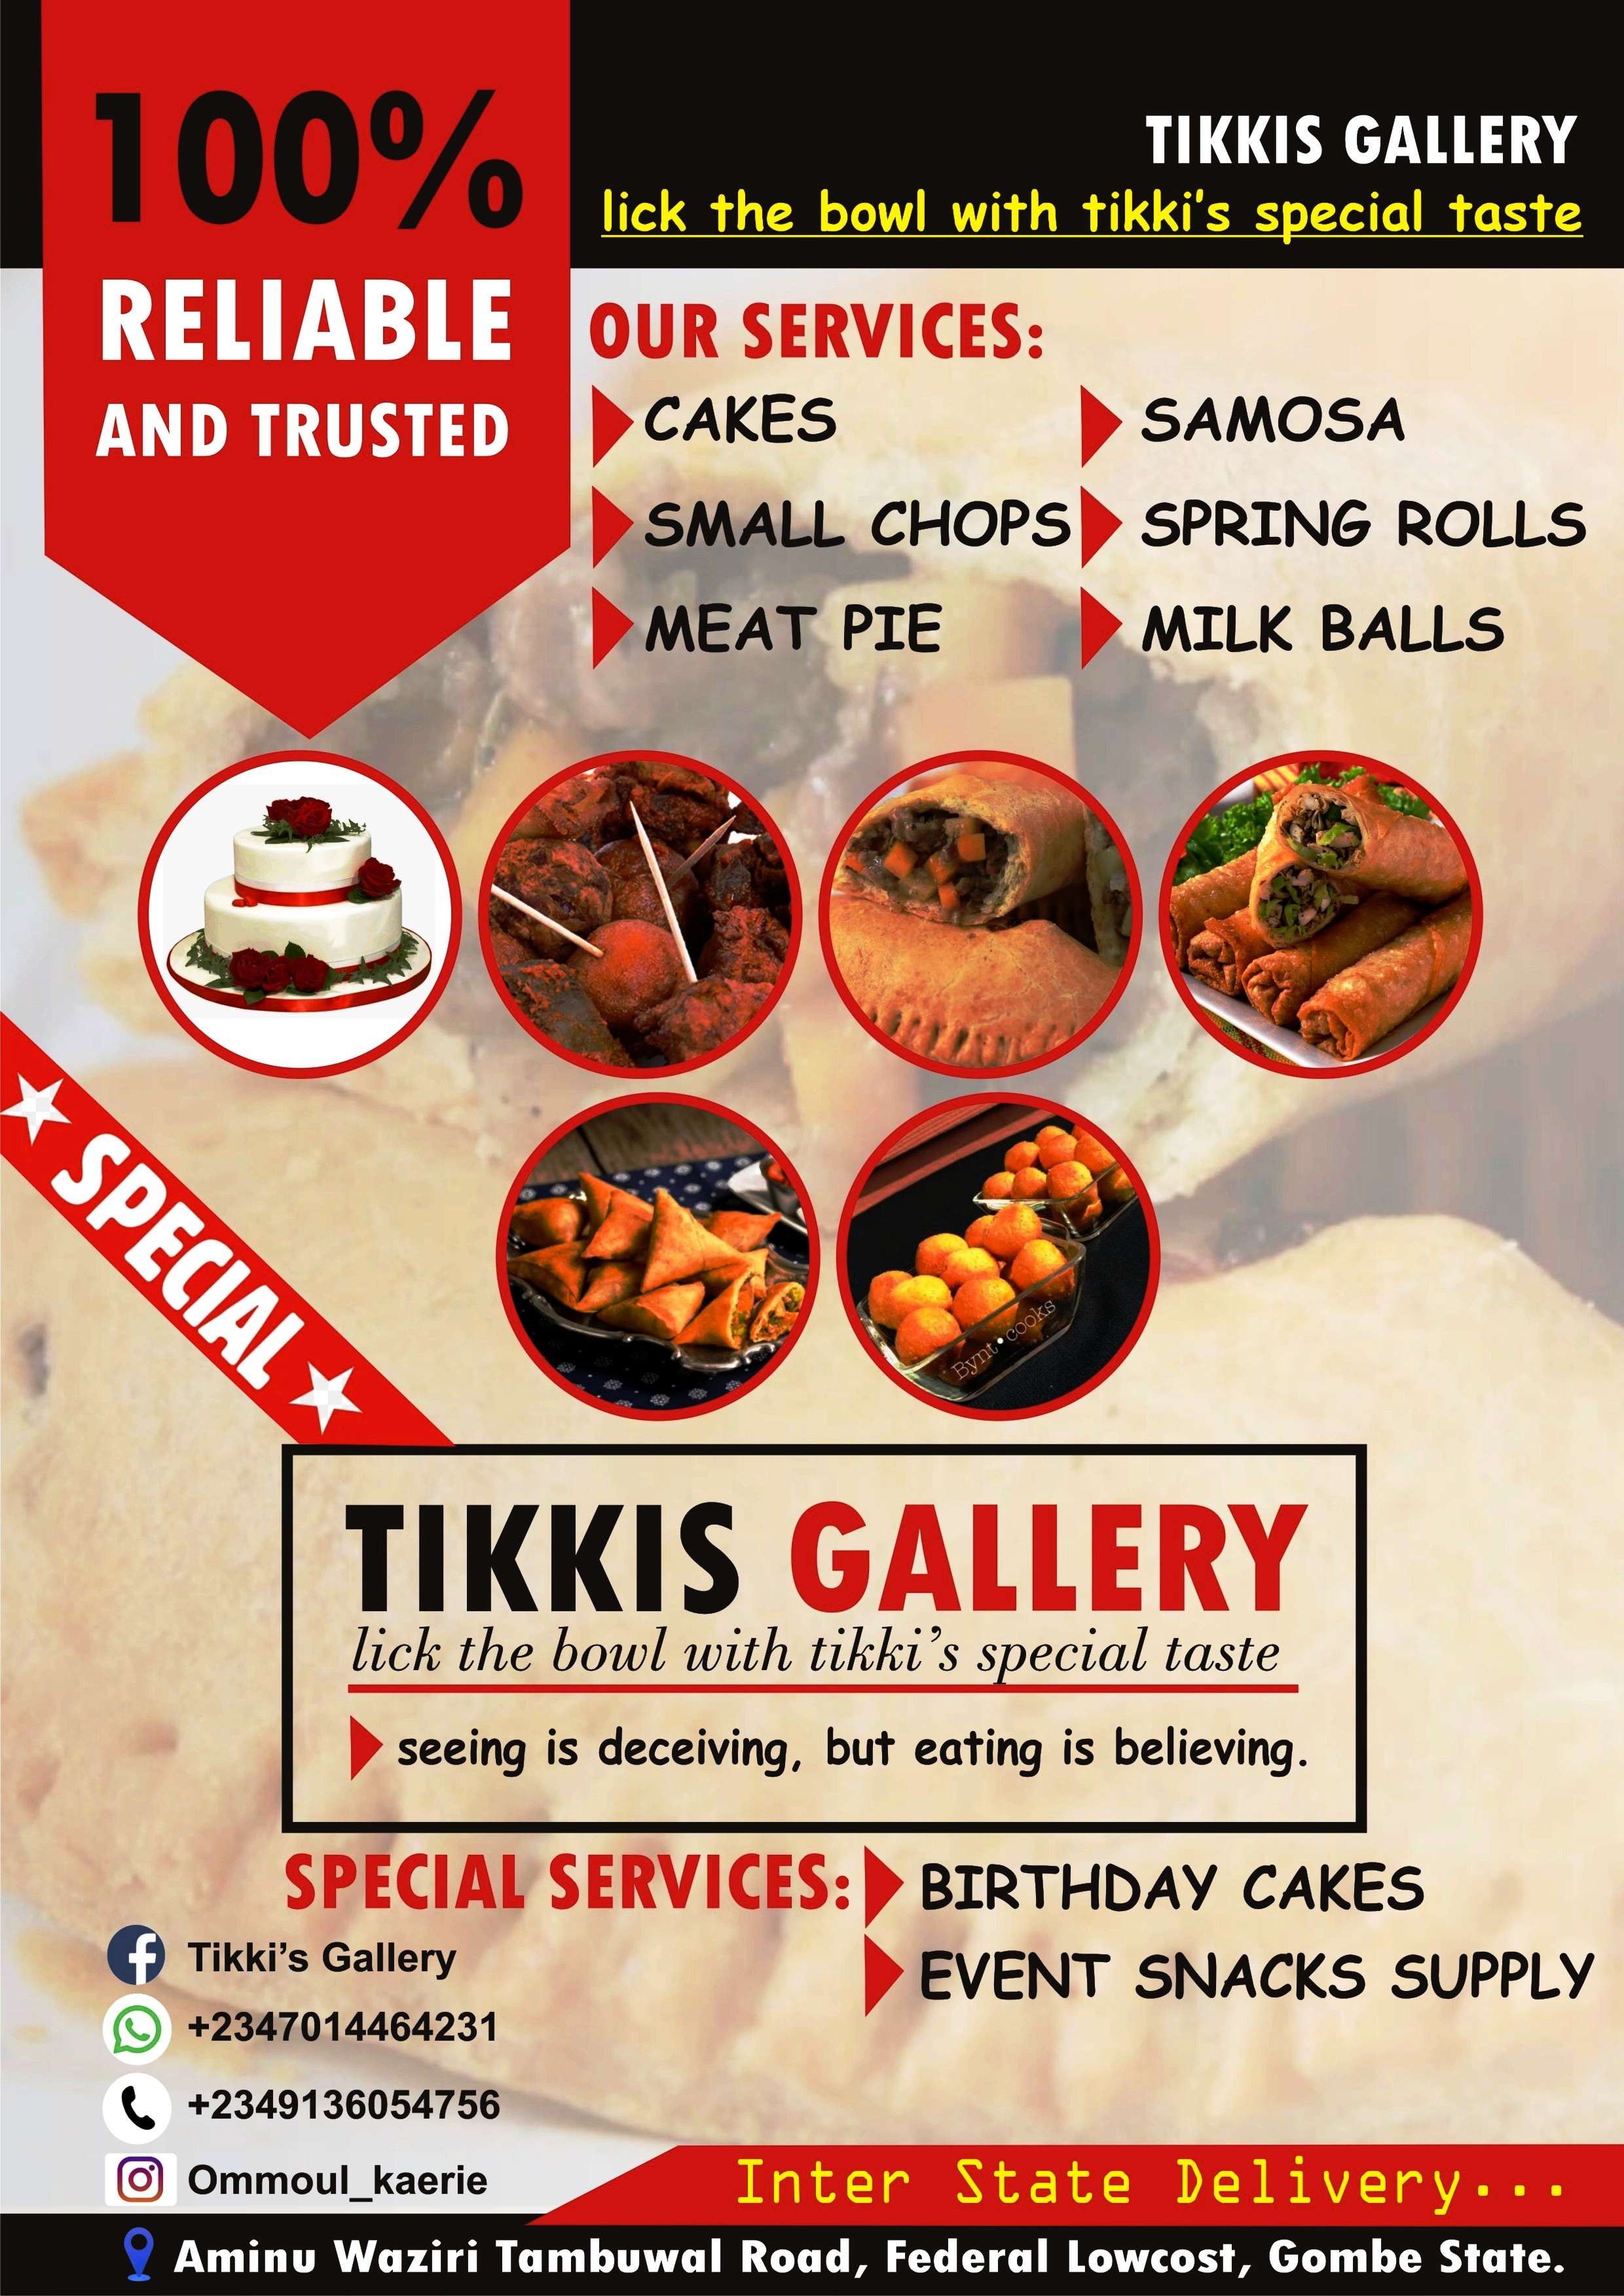 100%
RELIABLE
AND TRUSTED
TIKKIS GALLERY
lick the bowl with tikki's special taste
OUR SERVICES:
CAKES
SMALL CHOPS
MEAT PIE
SAMOSA
SPRING ROLLS
MILK BALLS
Bynt•cooks
SPECIAL
TIKKIS GALLERY
lick the bowl with tikki's special taste
seeing is deceiving, but eating is believing.
SPECIAL SERVICES:
BIRTHDAY CAKES
EVENT SNACKS SUPPLY
Tikki's Gallery
+2347014464231
+2349136054756
Ommoul_kaerie
Inter State Delivery...
Aminu Waziri Tambuwal Road, Federal Lowcost, Gombe State.